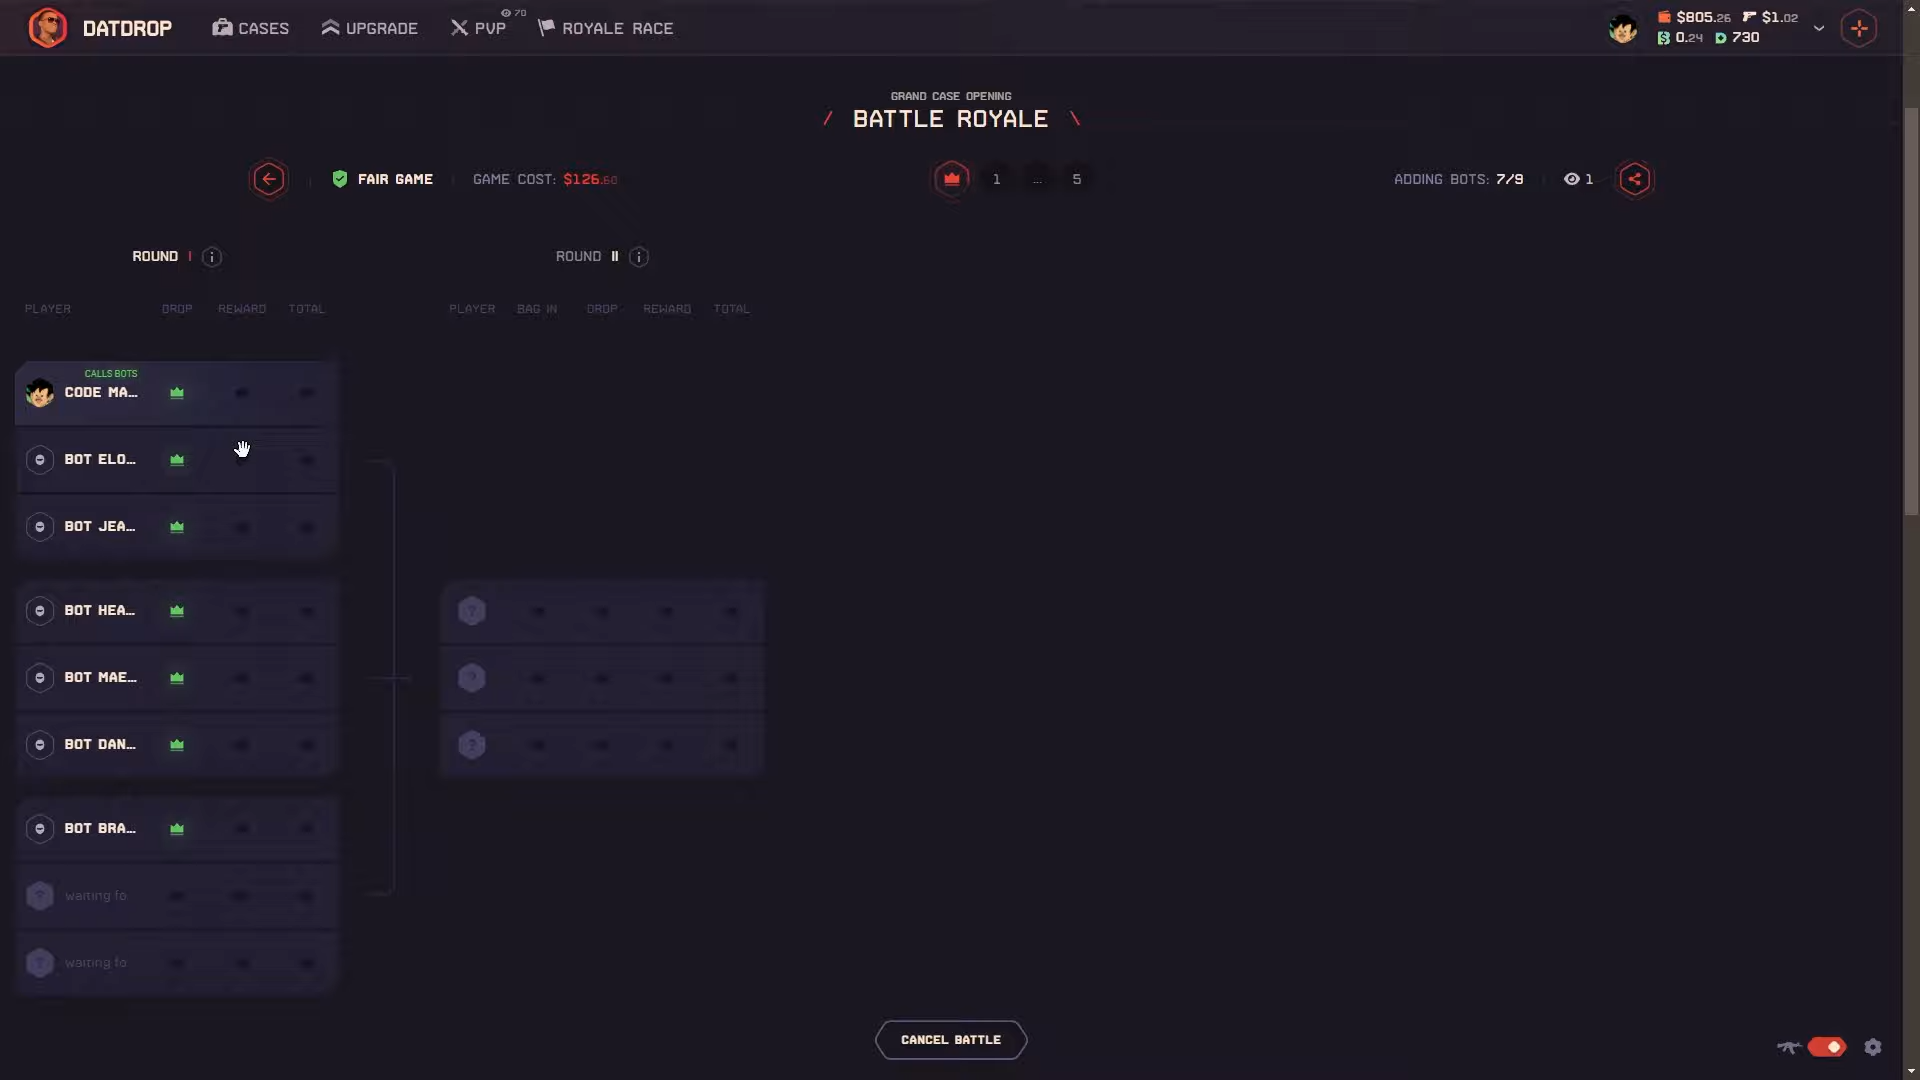 DATDROP
CASES
UPGRADE
PVP
70
ROYALE RACE
$805.26
$1.02
0.24
730
GRAND CASE OPENING
/ BATTLE ROYALE \
FAIR GAME
GAME COST: $126.60
1
...
5
ADDING BOTS: 7/9
1
ROUND I
ROUND II
PLAYER DROP REWARD TOTAL
PLAYER BAG IN DROP REWARD TOTAL
CALLS BOTS
CODE MA...
BOT ELO...
BOT JEA...
BOT HEA...
BOT MAE...
BOT DAN...
BOT BRA...
waiting fo
waiting fo
CANCEL BATTLE